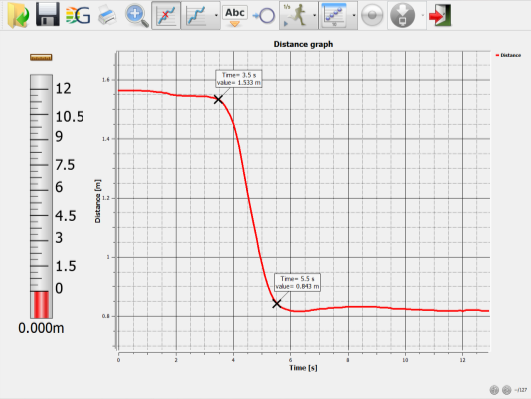 Abc
Distance graph
Distance
12
10.5
9
7.5
6
4.5
3
1.5
0
0.000m
Distance [m]
1.6
1.4
1.2
1
0.8
Time= 3.5 s
value= 1.533 m
Time= 5.5 s
value= 0.843 m
0
2
4
6
8
10
12
Time [s]
--/127